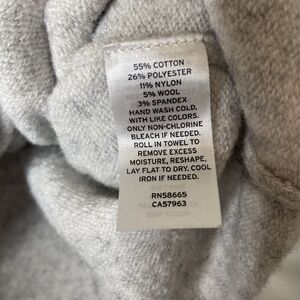 55% COTTON
26% POLYESTER
11% NYLON
5% WOOL
3% SPANDEX
HAND WASH COLD,
WITH LIKE COLORS.
ONLY NON-CHLORINE
BLEACH IF NEEDED.
ROLL IN TOWEL TO
REMOVE EXCESS
MOISTURE, RESHAPE,
LAY FLAT TO DRY. COOL
IRON IF NEEDED.
RN58665
CA57963